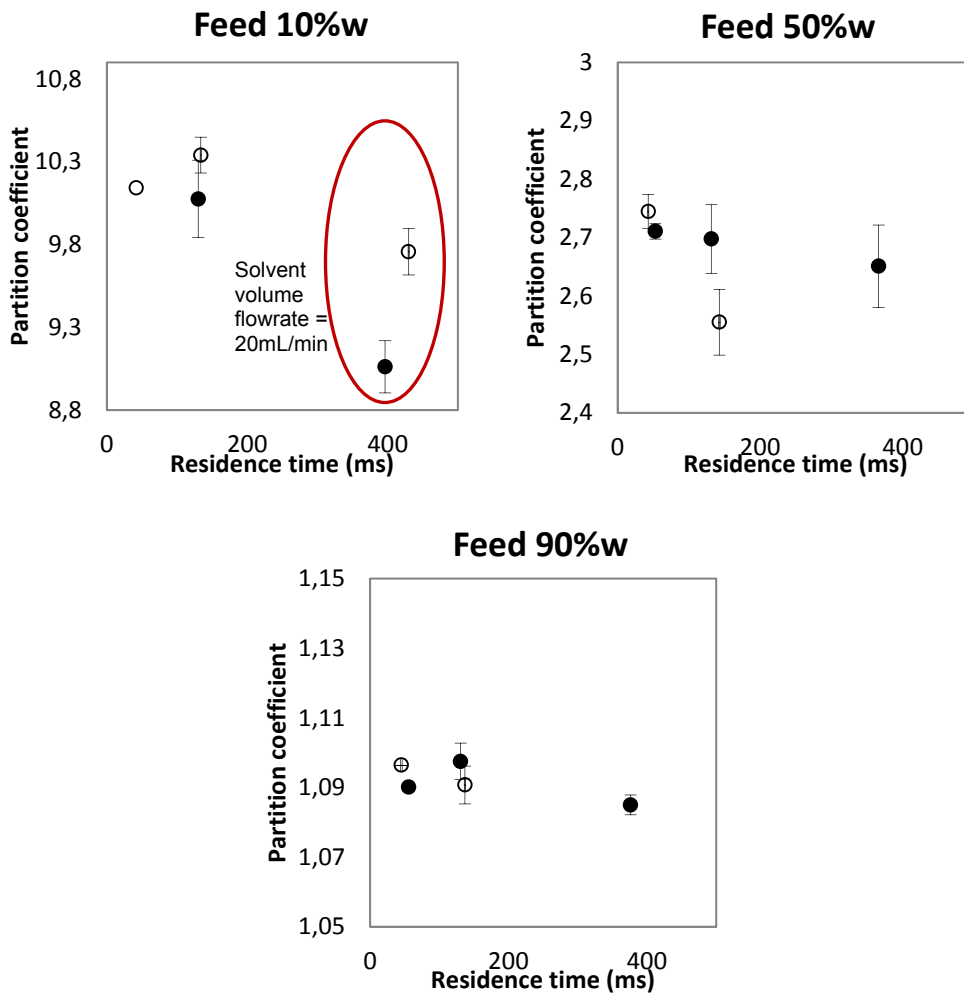 Feed 10%w
Partition coefficient
10,8
10,3
9,8
9,3
8,8
Solvent
volume
flowrate =
20mL/min
0
200
400
Residence time (ms)
Feed 50%w
Partition coefficient
3
2,9
2,8
2,7
2,6
2,5
2,4
0
200
400
Residence time (ms)
Feed 90%w
Partition coefficient
1,15
1,13
1,11
1,09
1,07
1,05
0
200
400
Residence time (ms)